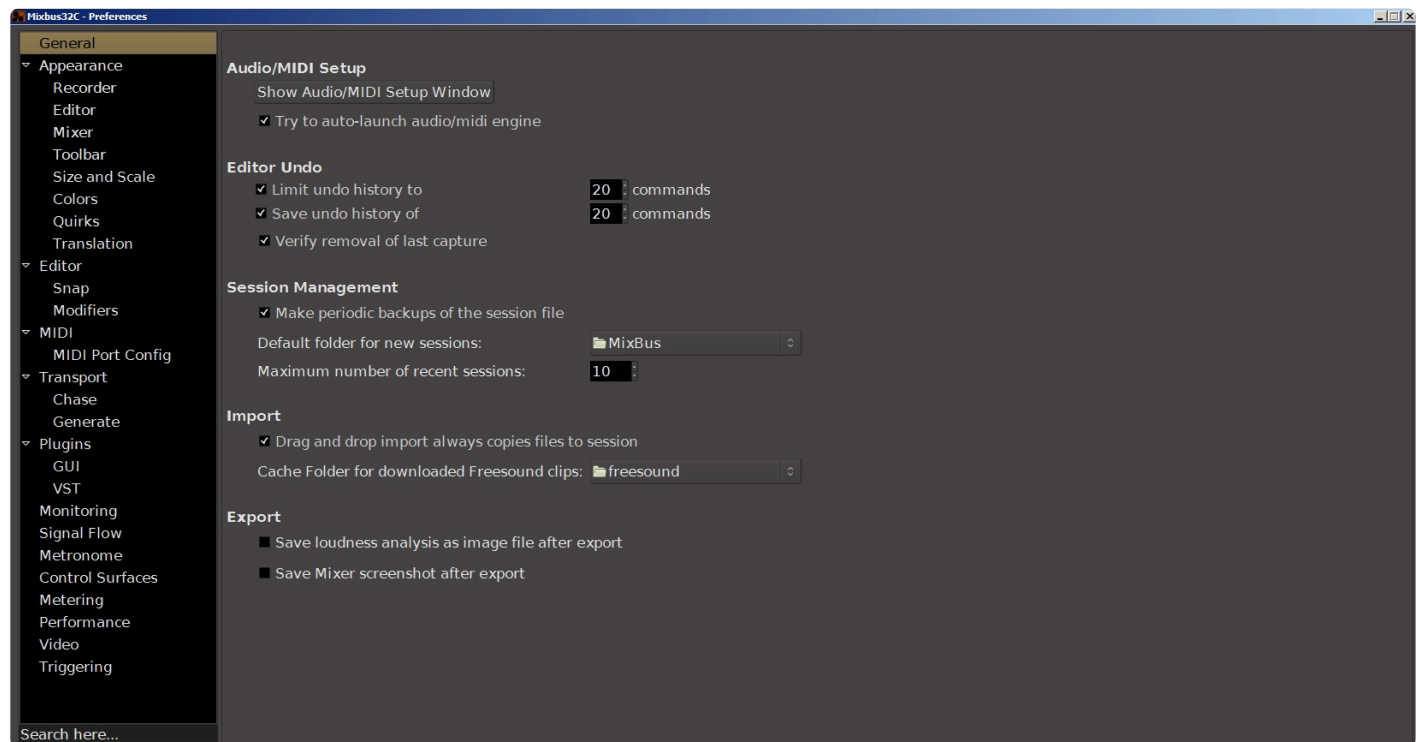 Mixbus32C - Preferences
General
Appearance
Recorder
Editor
Mixer
Toolbar
Size and Scale
Colors
Quirks
Translation
Editor
Snap
Modifiers
MIDI
MIDI Port Config
Transport
Chase
Generate
Plugins
GUI
VST
Monitoring
Signal Flow
Metronome
Control Surfaces
Metering
Performance
Video
Triggering
Search here...
Audio/MIDI Setup
Show Audio/MIDI Setup Window
Try to auto-launch audio/midi engine
Editor Undo
Limit undo history to 20 commands
Save undo history of 20 commands
Verify removal of last capture
Session Management
Make periodic backups of the session file
Default folder for new sessions: MixBus
Maximum number of recent sessions: 10
Import
Drag and drop import always copies files to session
Cache Folder for downloaded Freesound clips: freesound
Export
Save loudness analysis as image file after export
Save Mixer screenshot after export